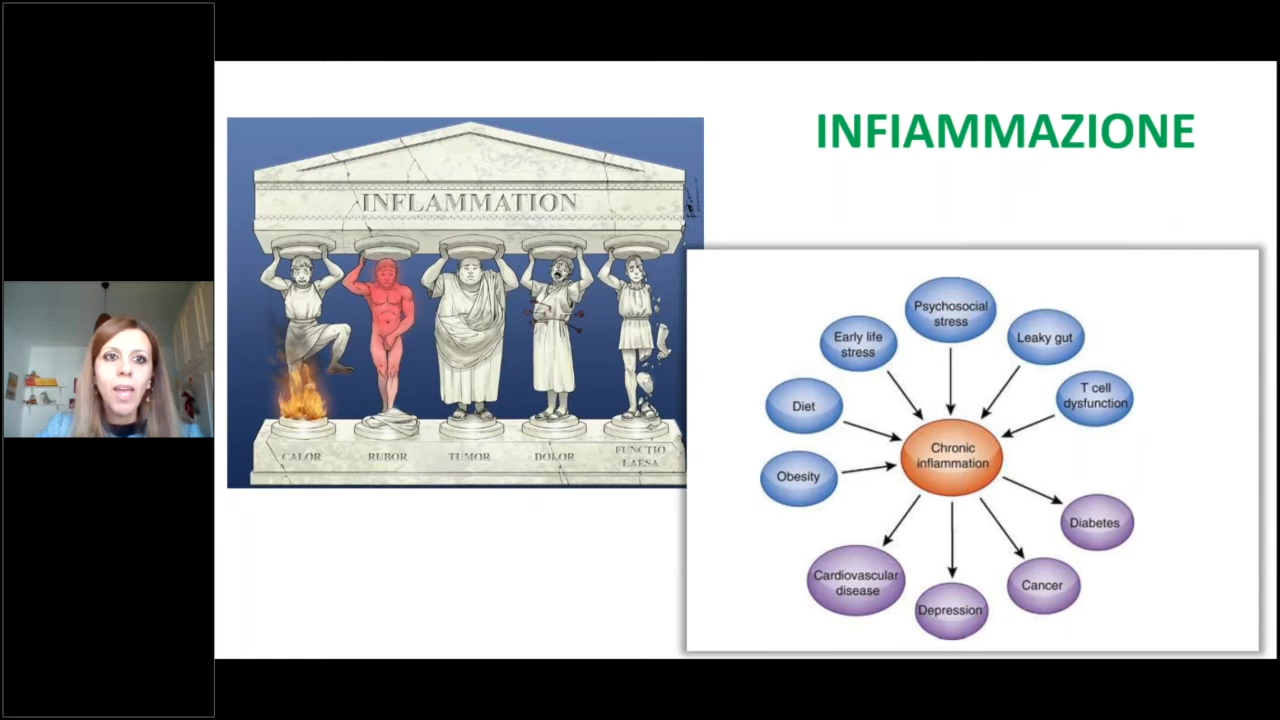 INFIAMMAZIONE
INFLAMMATION
CALOR
RUBOR
TUMOR
DOLOR
FUNCTIO
LAESA
Psychosocial
stress
Early life
stress
Leaky gut
Diet
T cell
dysfunction
Obesity
Chronic
inflammation
Diabetes
Cardiovascular
disease
Depression
Cancer